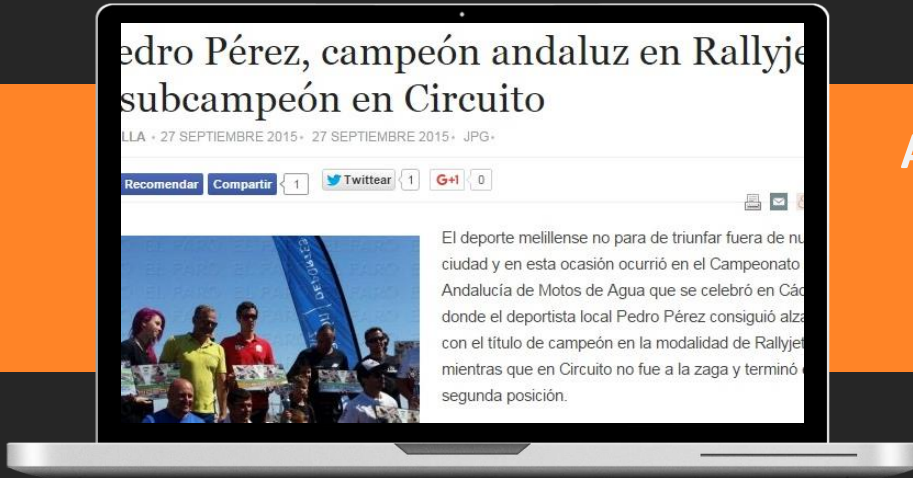 edro Pérez, campeón andaluz en Rallyje
subcampeón en Circuito
LLA • 27 SEPTIEMBRE 2015• 27 SEPTIEMBRE 2015• JPG•
Recomendar Compartir 1 Twittear 1 G+1 0
El deporte melillense no para de triunfar fuera de nu
ciudad y en esta ocasión ocurrió en el Campeonato
Andalucía de Motos de Agua que se celebró en Các
donde el deportista local Pedro Pérez consiguió alza
con el título de campeón en la modalidad de Rallyjet
mientras que en Circuito no fue a la zaga y terminó
segunda posición.
DEPORTES
A